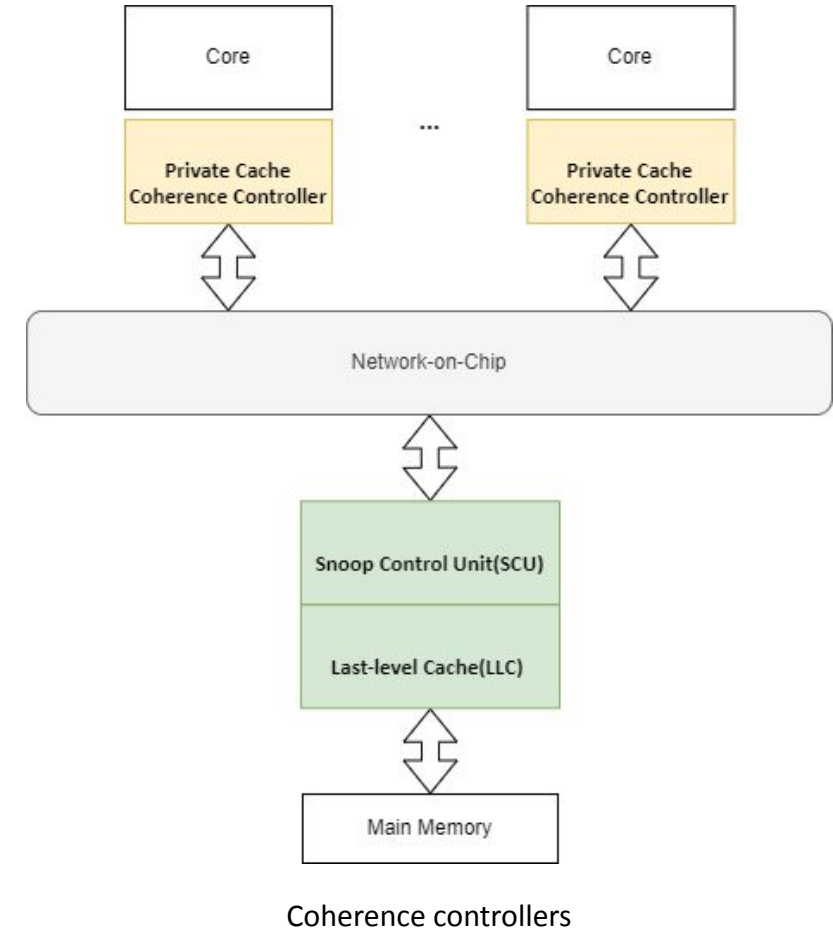 Core
Core
...
Private Cache
Coherence Controller
Private Cache
Coherence Controller
Network-on-Chip
Snoop Control Unit(SCU)
Last-level Cache(LLC)
Main Memory
Coherence controllers